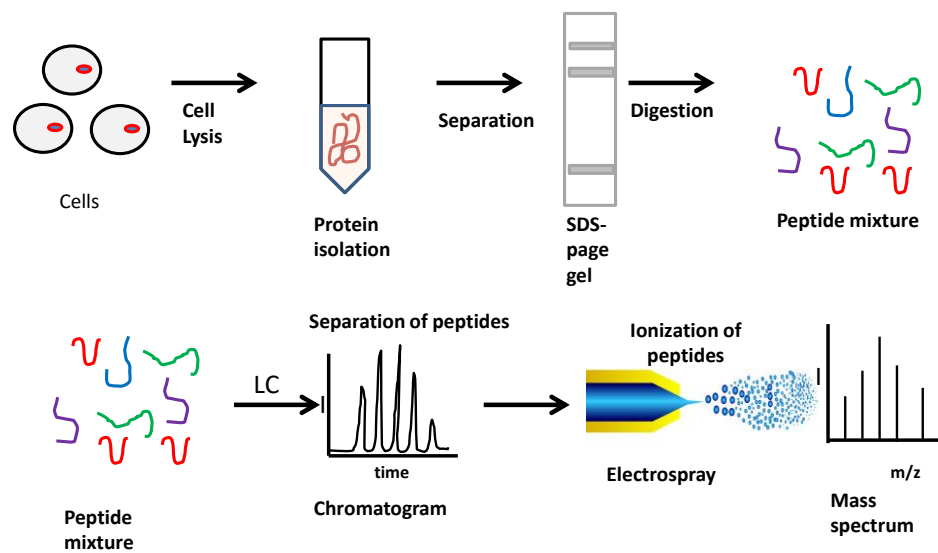 Cell
Lysis
Separation
Digestion
Cells
Protein
isolation
SDS-
page
gel
Peptide mixture
Separation of peptides
Ionization of
peptides
LC
I
I
time
m/z
Peptide
mixture
Chromatogram
Electrospray
Mass
spectrum